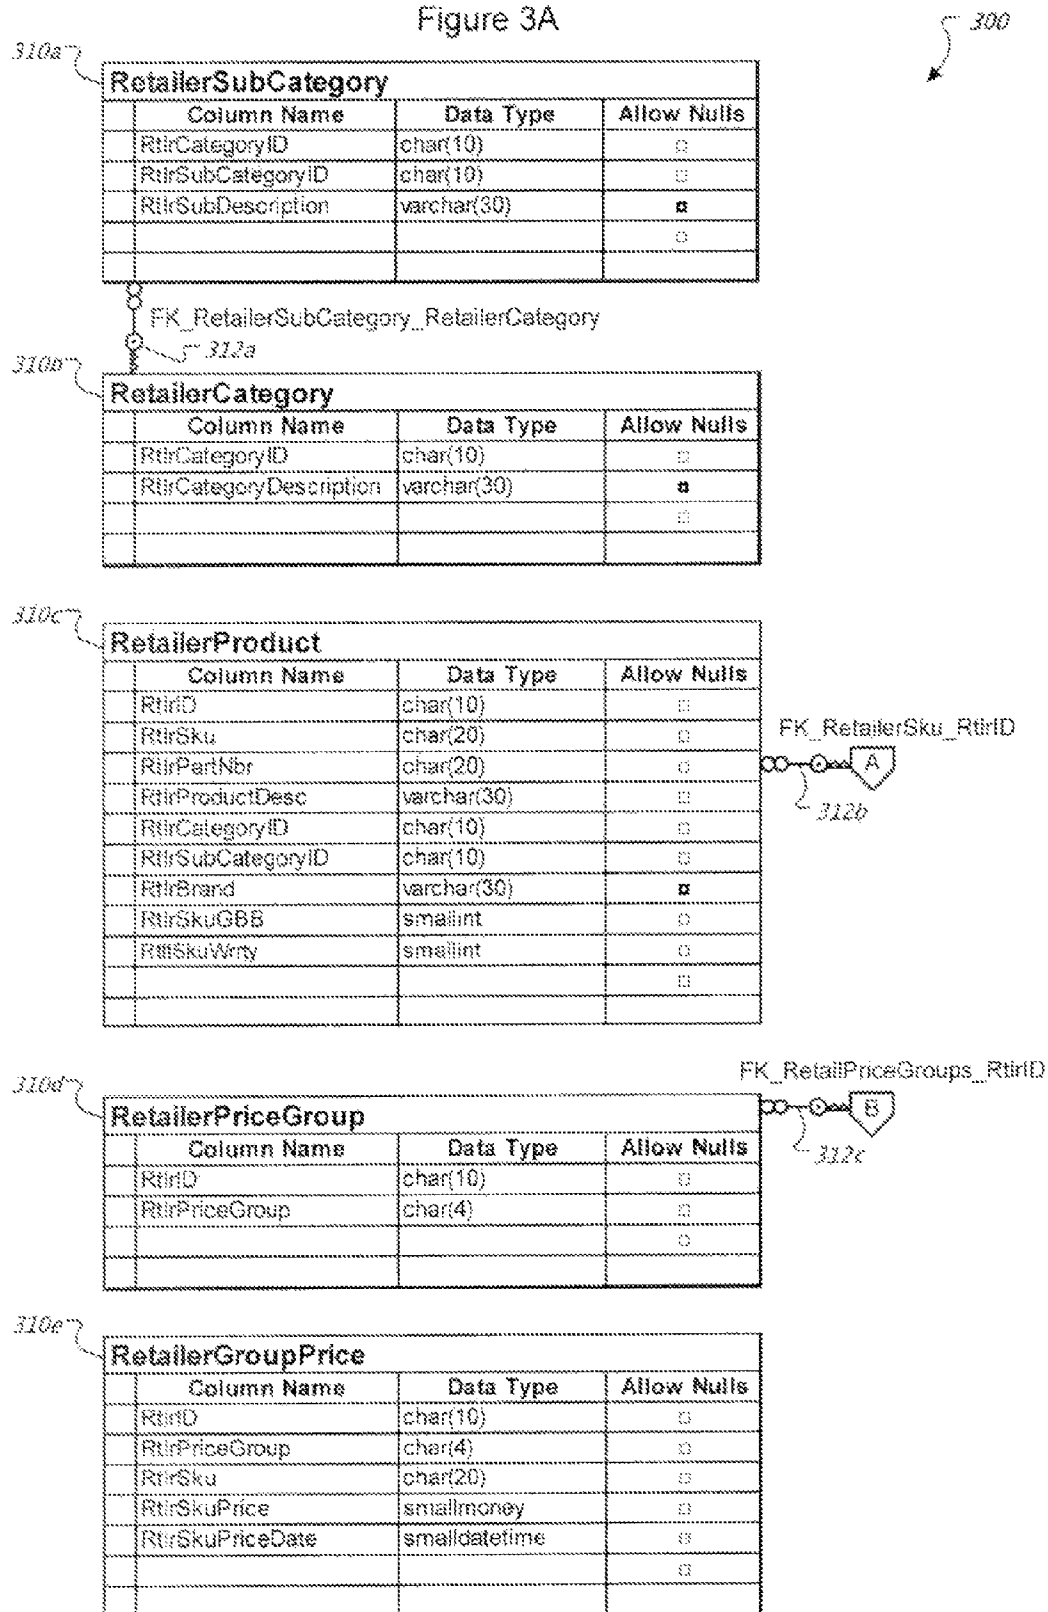 Figure 3A
300
310a
RetailerSubCategory
Column Name Data Type Allow Nulls
RtlrCategoryID char(10)
RtlrSubCategoryID char(10)
RtlrSubDescription varchar(30)
FK_RetailerSubCategory_RetailerCategory
312a
310b
RetailerCategory
Column Name Data Type Allow Nulls
RtlrCategoryID char(10)
RtlrCategoryDescription varchar(30)
310c
RetailerProduct
Column Name Data Type Allow Nulls
RtlrID char(10)
RtlrSku char(20)
RtlrPartNbr char(20)
RtlrProductDesc varchar(30)
RtlrCategoryID char(10)
RtlrSubCategoryID char(10)
RtlrBrand varchar(30)
RtlrSkuGBB smallint
smallint
FK_RetailerSku_RtlrID
A
312b
310d
RetailerPriceGroup
Column Name Data Type Allow Nulls
RtlrID char(10)
RtlrPriceGroup char(4)
FK_RetailPriceGroups_RtlrID
B
312c
310e
RetailerGroupPrice
Column Name Data Type Allow Nulls
RtlrID char(10)
RtlrPriceGroup char(4)
RtlrSku char(20)
RtlrSkuPrice smallmoney
RtlrSkuPriceDate smalldatetime